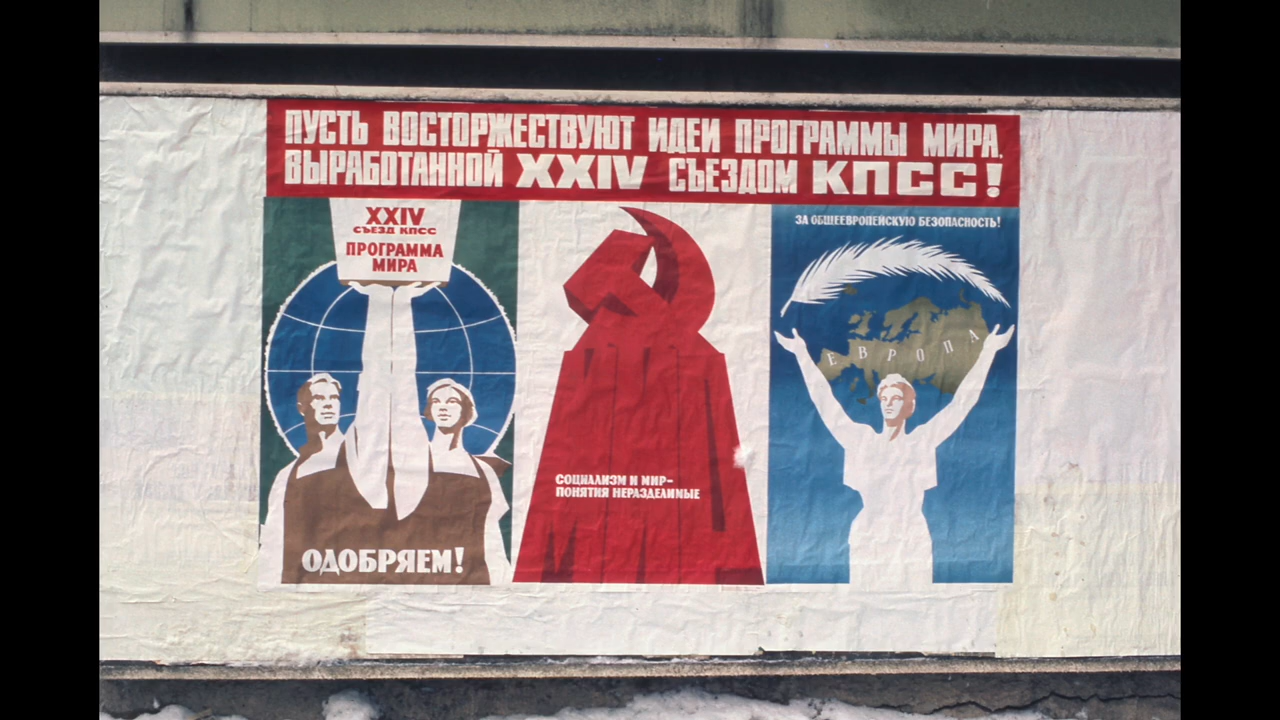 ПУСТЬ ВОСТОРЖЕСТВУЮТ ИДЕИ ПРОГРАММЫ МИРА,
ВЫРАБОТАННОЙ XXIV СЪЕЗДОМ КПСС!
XXIV
СЪЕЗД КПСС
ПРОГРАММА
МИРА
ОДОБРЯЕМ!
СОЦИАЛИЗМ И МИР-
ПОНЯТИЯ НЕРАЗДЕЛИМЫЕ
ЗА ОБЩЕЕВРОПЕЙСКУЮ БЕЗОПАСНОСТЬ!
ЕВРОПА